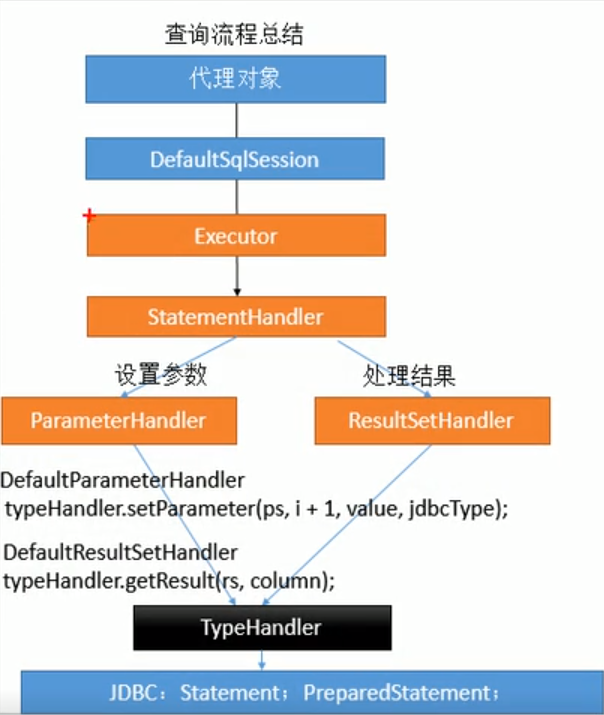 查询流程总结
代理对象
DefaultSqlSession
Executor
StatementHandler
设置参数
处理结果
ParameterHandler
ResultSetHandler
DefaultParameterHandler
typeHandler.setParameter(ps, i + 1, value, jdbcType);
DefaultResultSetHandler
typeHandler.getResult(rs, column);
TypeHandler
JDBC：Statement；PreparedStatement；